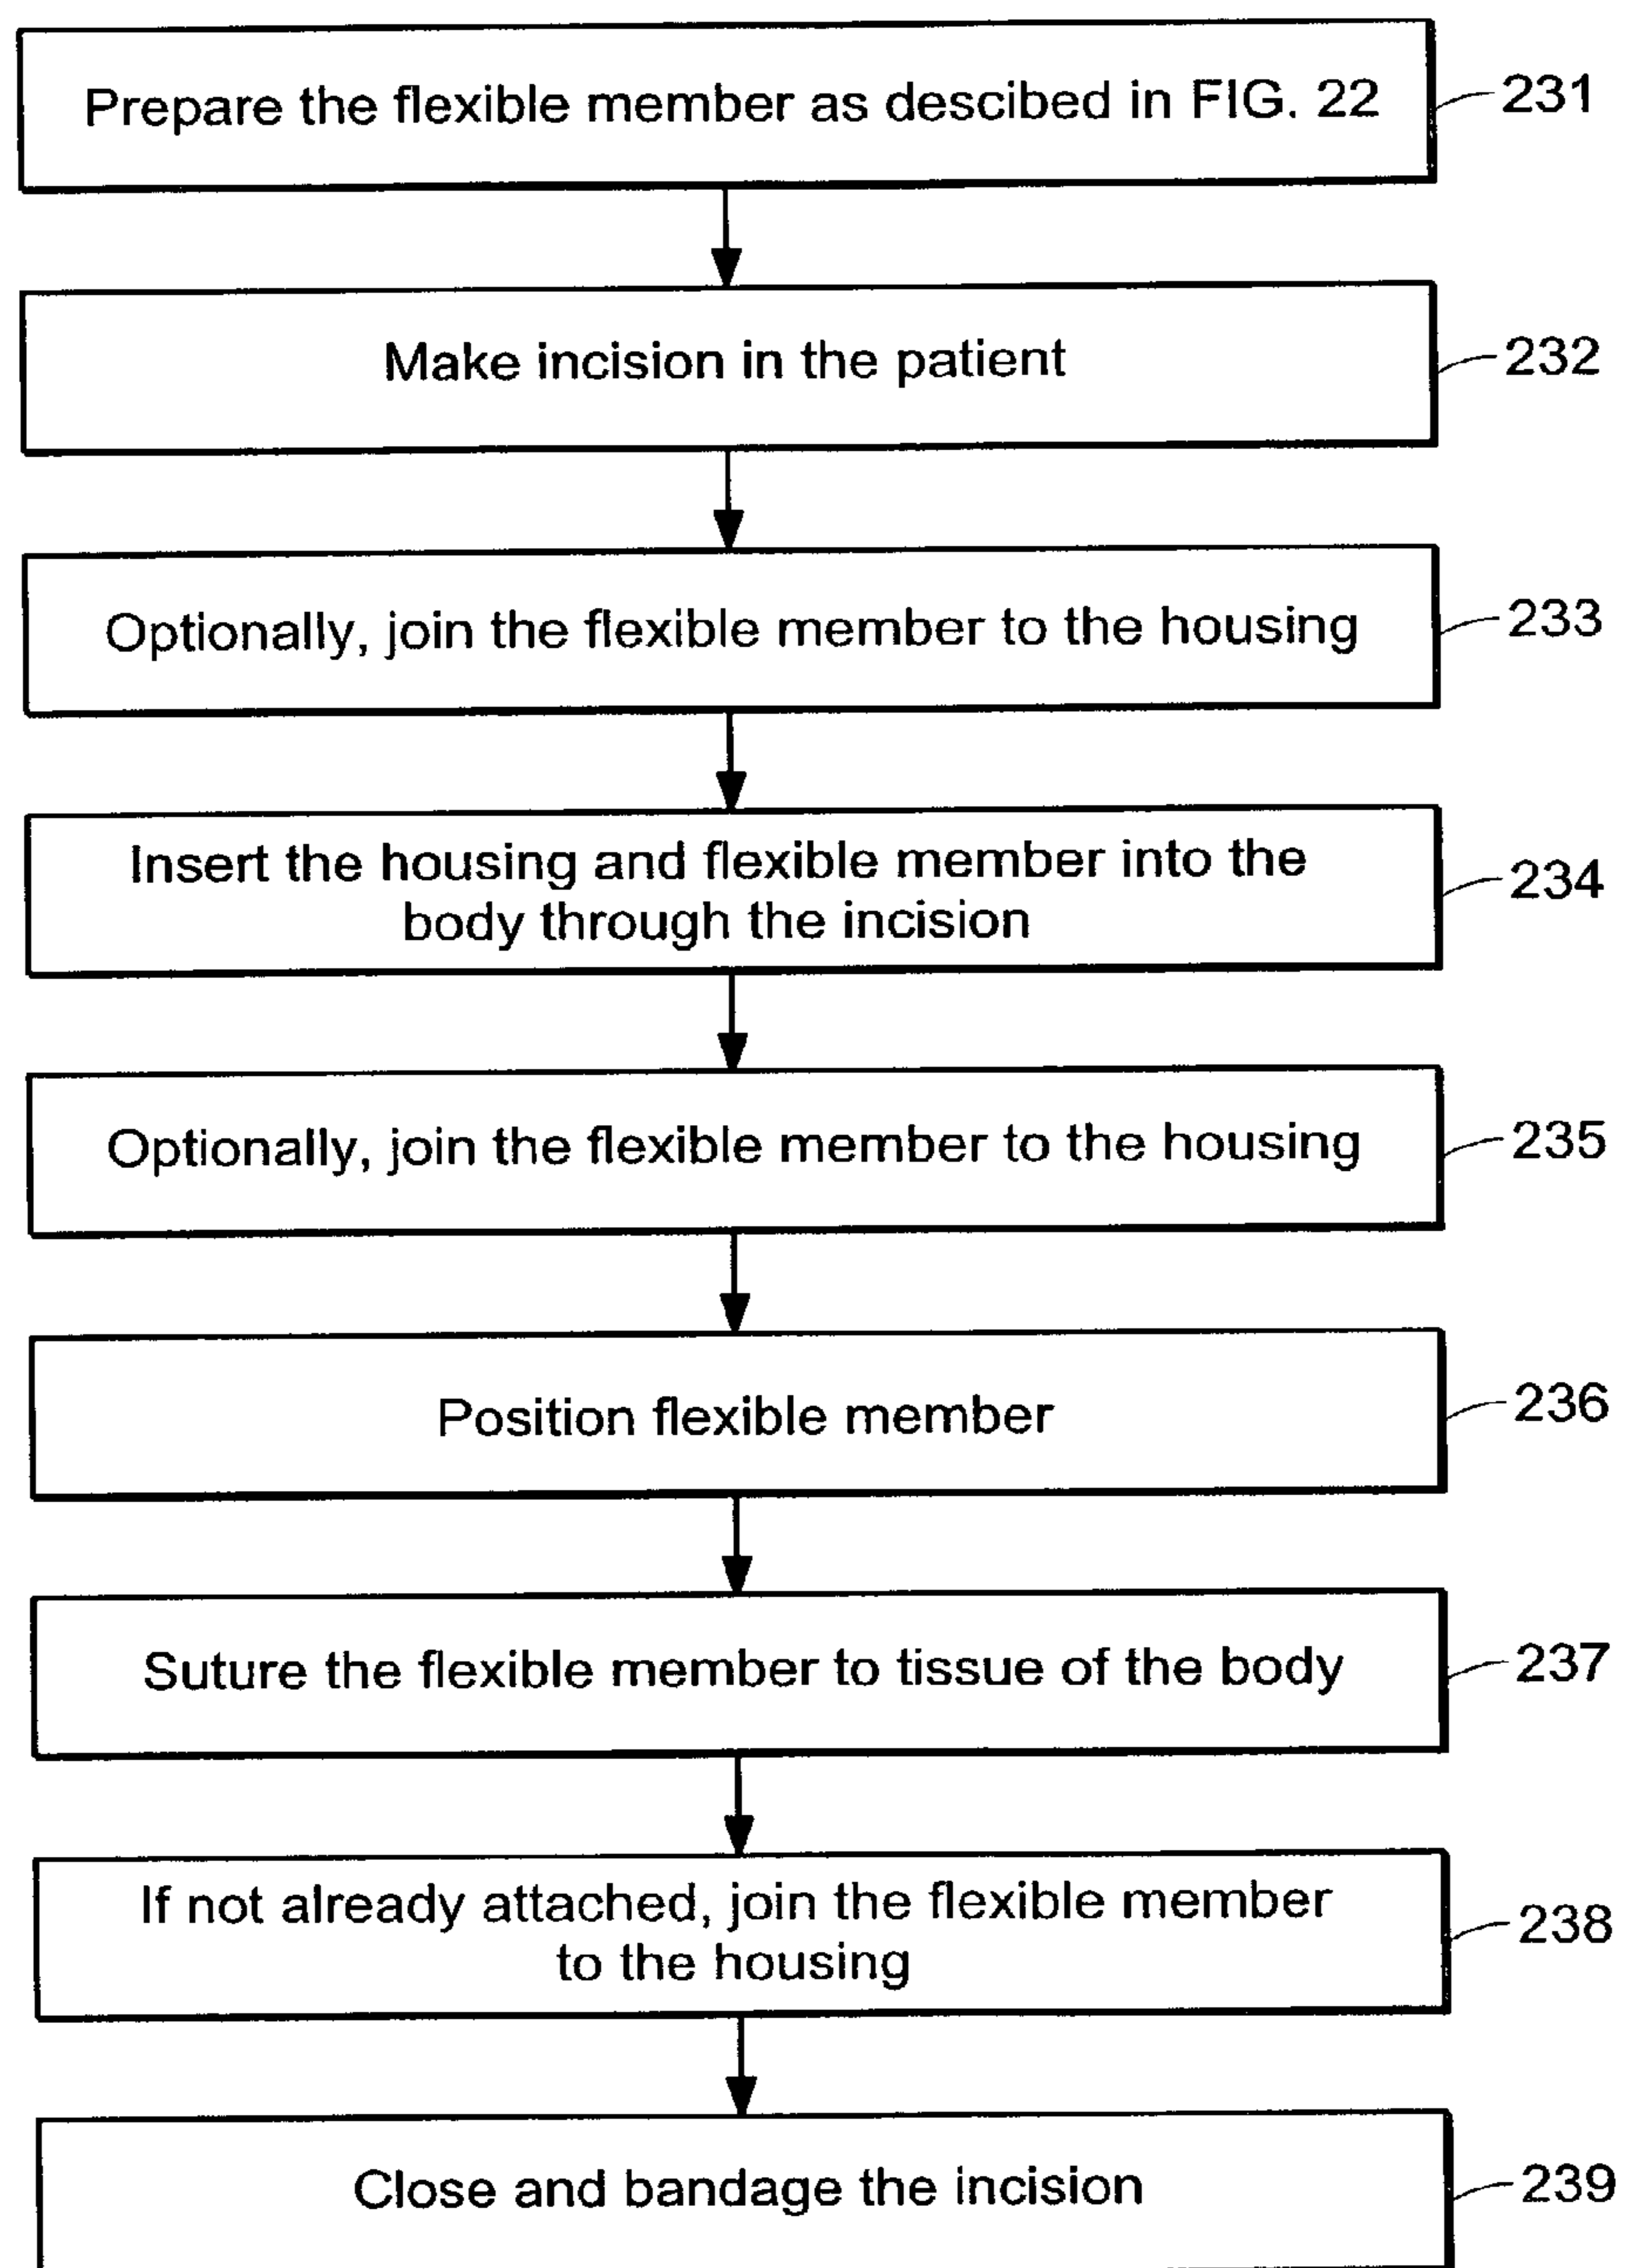 Prepare the flexible member as descibed in FIG. 22
231
Make incision in the patient
232
Optionally, join the flexible member to the housing
233
Insert the housing and flexible member into the
body through the incision
234
Optionally, join the flexible member to the housing
235
Position flexible member
236
Suture the flexible member to tissue of the body
237
If not already attached, join the flexible member
to the housing
238
Close and bandage the incision
239